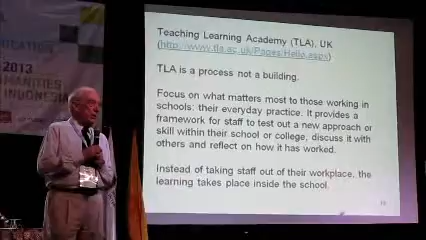 UCATION
2013
MANITIES
INDONESI
Teaching Learning Academy (TLA), UK
(http://www.tla.ac.uk/Pages/Hello.aspx)
TLA is a process not a building.
Focus on what matters most to those working in
schools: their everyday practice. It provides a
framework for staff to test out a new approach or
skill within their school or college, discuss it with
others and reflect on how it has worked.
Instead of taking staff out of their workplace, the
learning takes place inside the school.